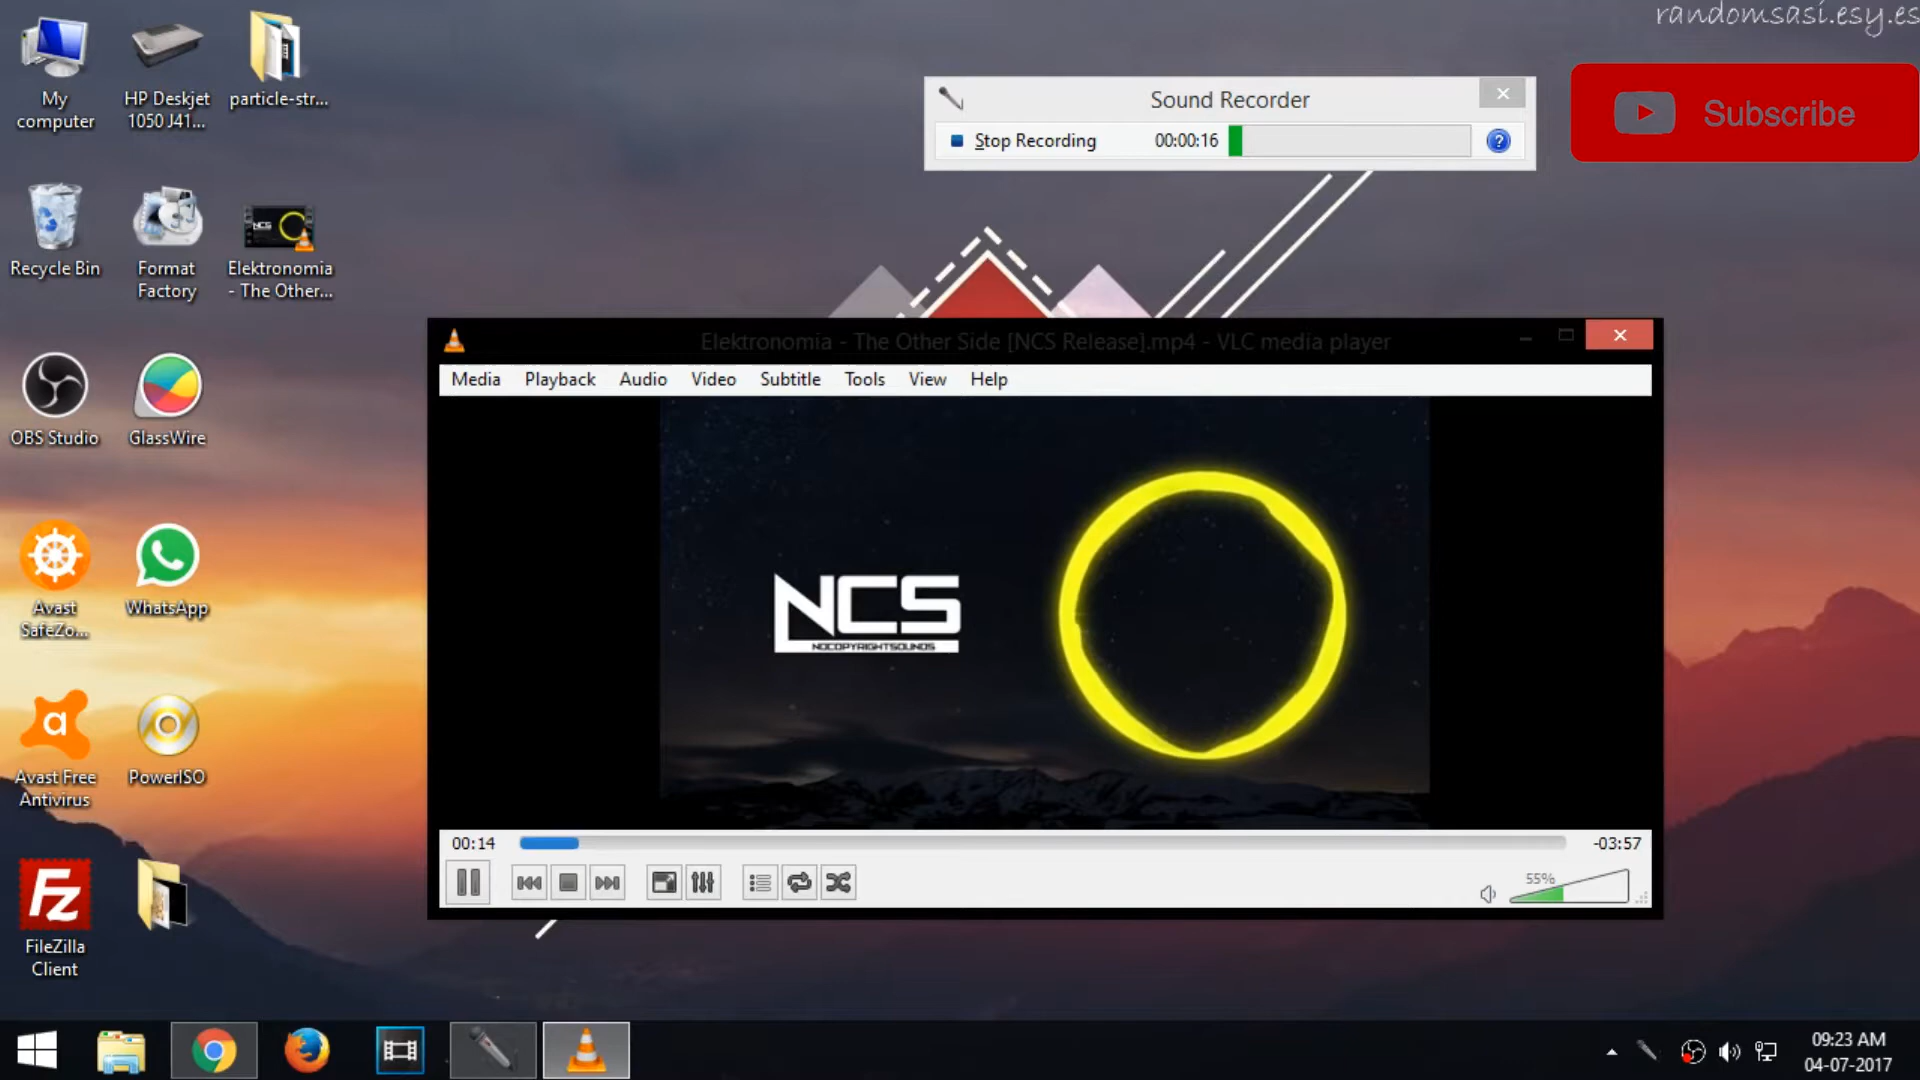 randomsasi.esy.es
My
computer
HP Deskjet
1050 J41...
particle-str...
Sound Recorder
Stop Recording
00:00:16
?
Subscribe
Recycle Bin
Format
Factory
NCS
Elektronomia
- The Other...
Elektronomia - The Other Side [NCS Release].mp4 - VLC media player
Media Playback Audio Video Subtitle Tools View Help
OBS Studio
GlassWire
NCS
NOCOPYRIGHTSOUNDS
Avast
SafeZo...
WhatsApp
a
Avast Free
Antivirus
PowerISO
00:14
-03:57
55%
Fz
FileZilla
Client
09:23 AM
04-07-2017